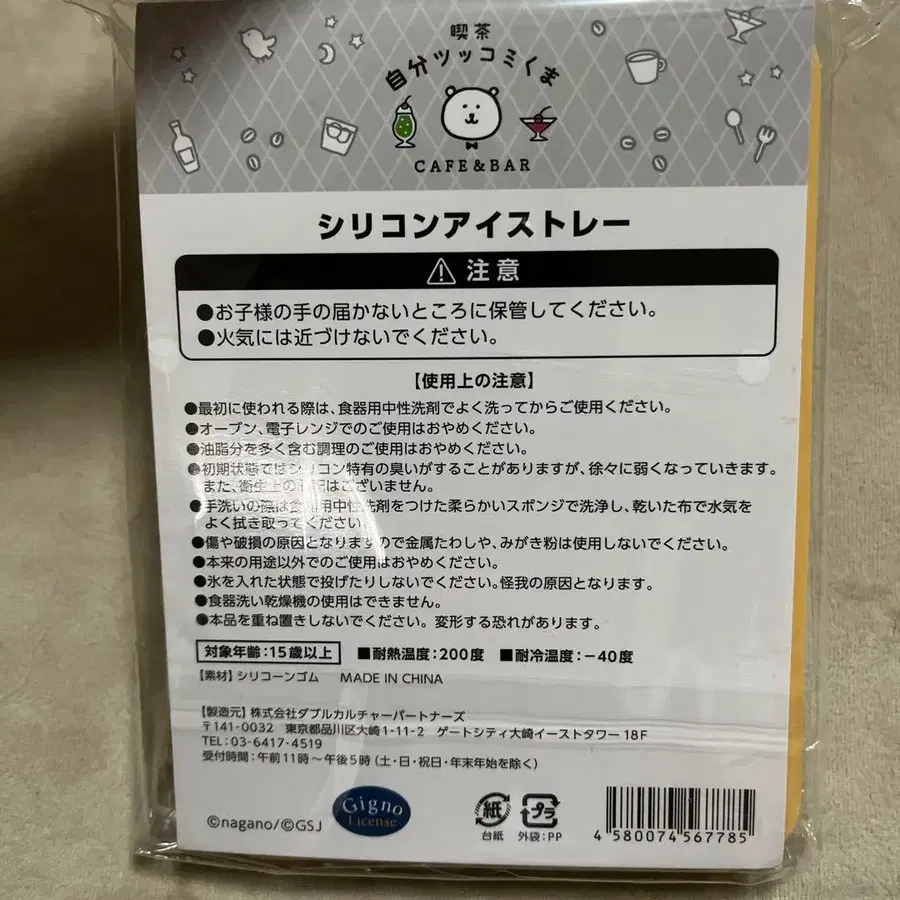 喫茶
自分ツッコミくま
CAFE&BAR
シリコンアイストレー
注意
●お子様の手の届かないところに保管してください。
●火気には近づけないでください。
【使用上の注意】
●最初に使われる際は、食器用中性洗剤でよく洗ってからご使用ください。
●オーブン、電子レンジでのご使用はおやめください。
●油脂分を多く含む調理のご使用はおやめください。
●初期状態ではシリコン特有の臭いがすることがありますが、徐々に弱くなっていきます。
また、衛生上の 配はございません。
●手洗いの際は食器用中性洗剤をつけた柔らかいスポンジで洗浄し、乾いた布で水気を
よく拭き取ってください。
●傷や破損の原因となりますので金属たわしや、みがき粉は使用しないでください。
●本来の用途以外でのご使用はおやめください。
●氷を入れた状態で投げたりしないでください。怪我の原因となります。
●食器洗い乾燥機の使用はできません。
●本品を重ね置きしないでください。変形する恐れがあります。
対象年齢:15歳以上 ■耐熱温度:200度 ■耐冷温度:−40度
【素材】シリコーンゴム MADE IN CHINA
【製造元】株式会社ダブルカルチャーパートナーズ
〒141-0032 東京都品川区大崎1-11-2 ゲートシティ大崎イーストタワー18F
TEL:03-6417-4519
受付時間:午前11時〜午後5時(土・日・祝日・年末年始を除く)
©nagano/©GSJ
Gigno
License
紙
台紙
プラ
外袋:PP
4 580074 567785